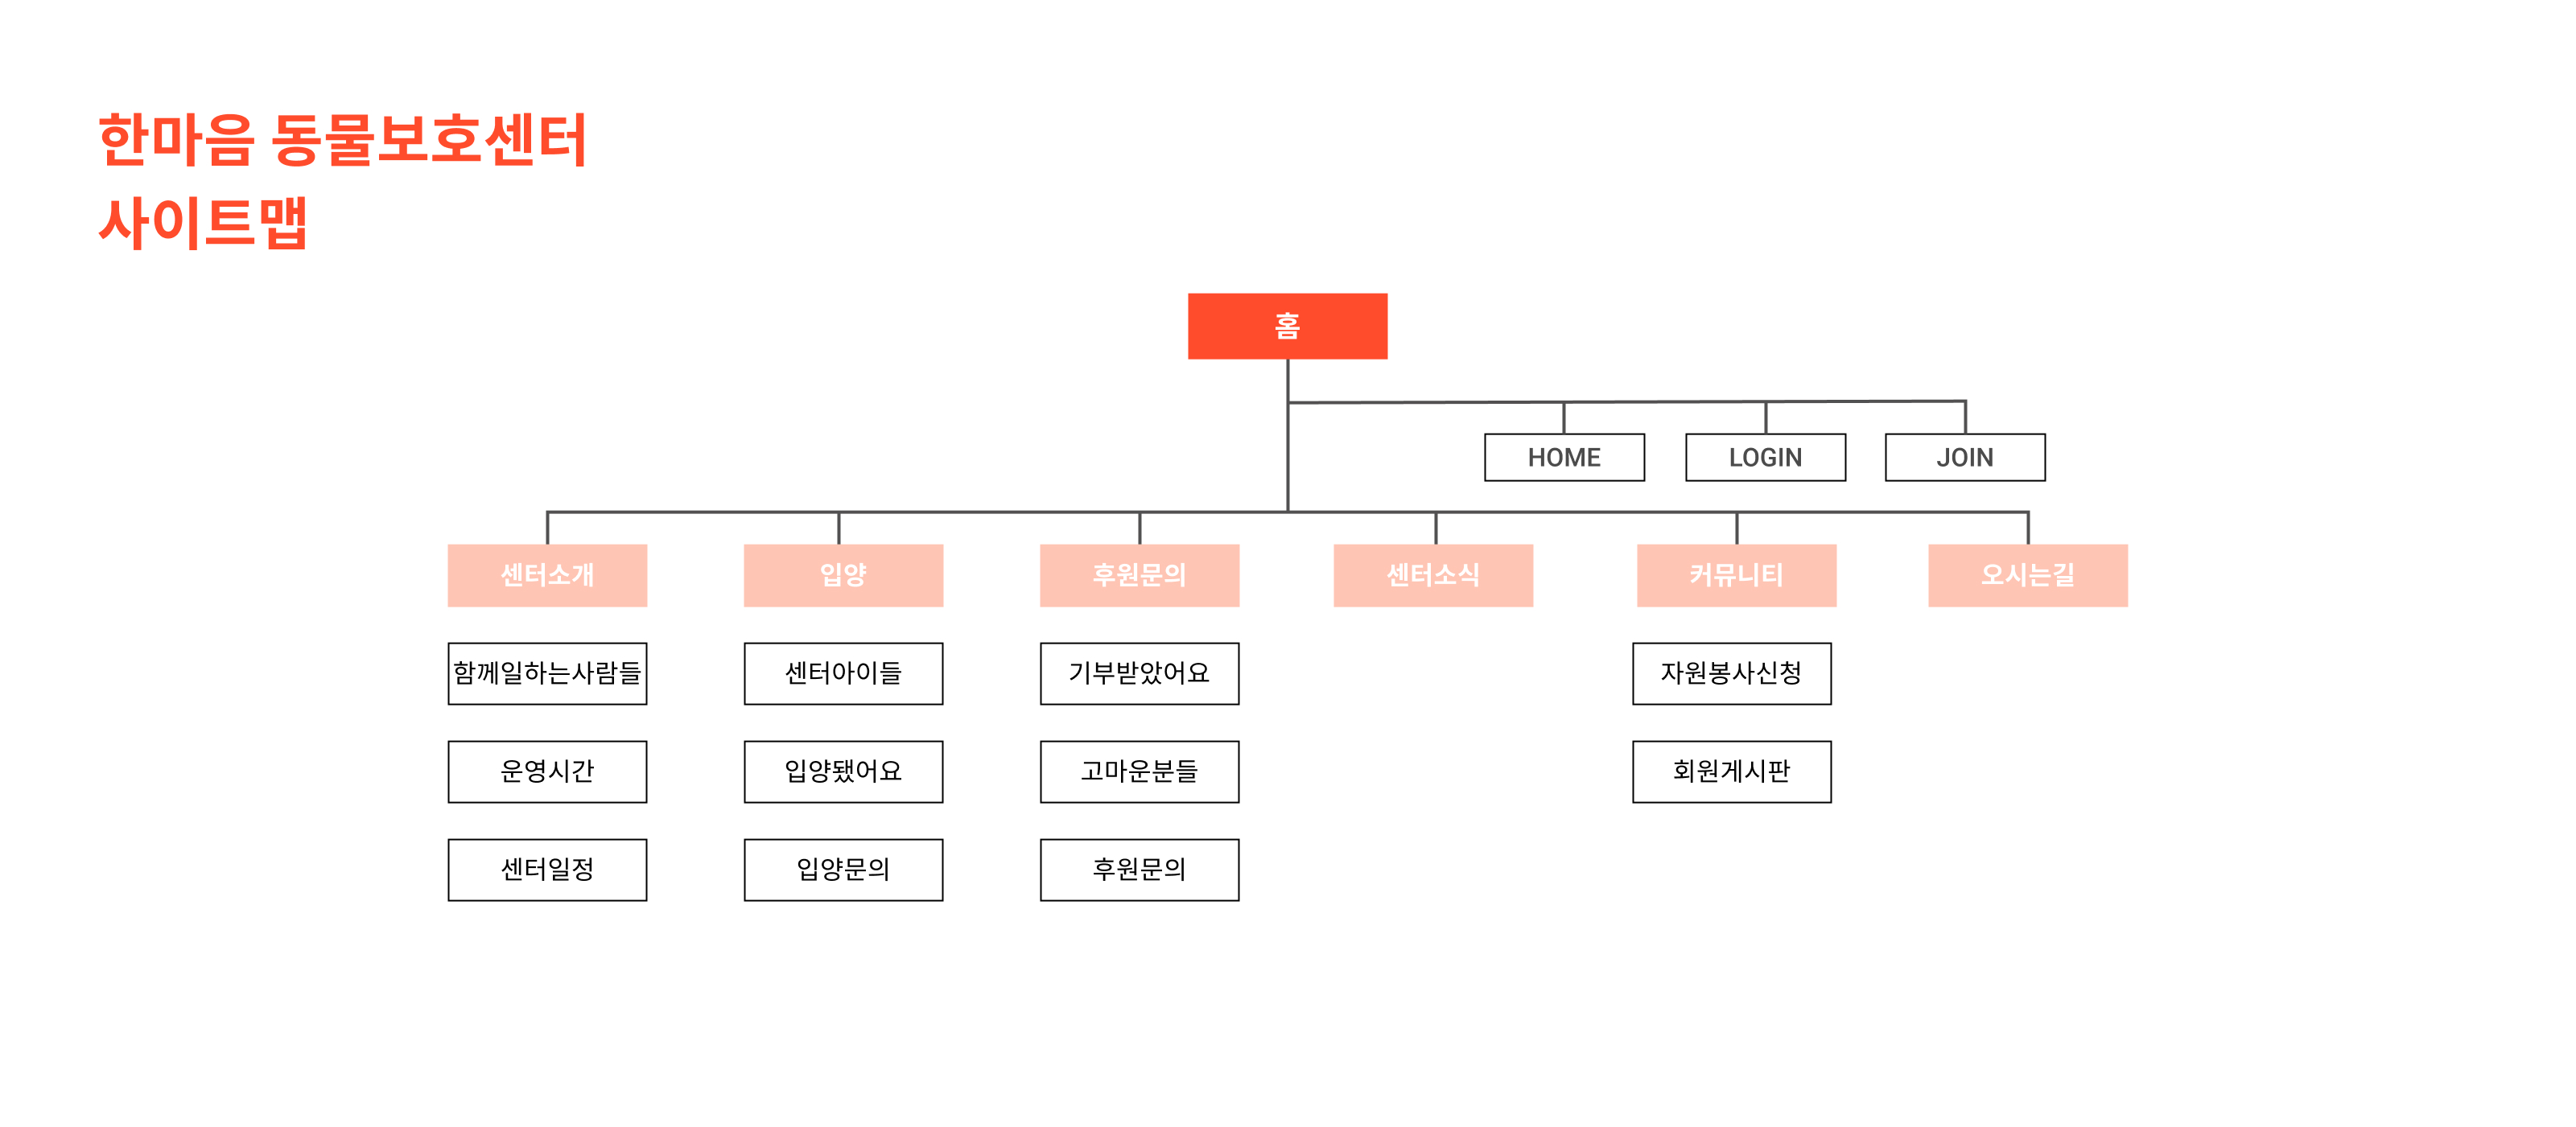 한마음 동물보호센터
사이트맵
홈
HOME
LOGIN
JOIN
센터소개
입양
후원문의
센터소식
커뮤니티
오시는길
함께일하는사람들
센터아이들
기부받았어요
자원봉사신청
운영시간
입양됐어요
고마운분들
회원게시판
센터일정
입양문의
후원문의